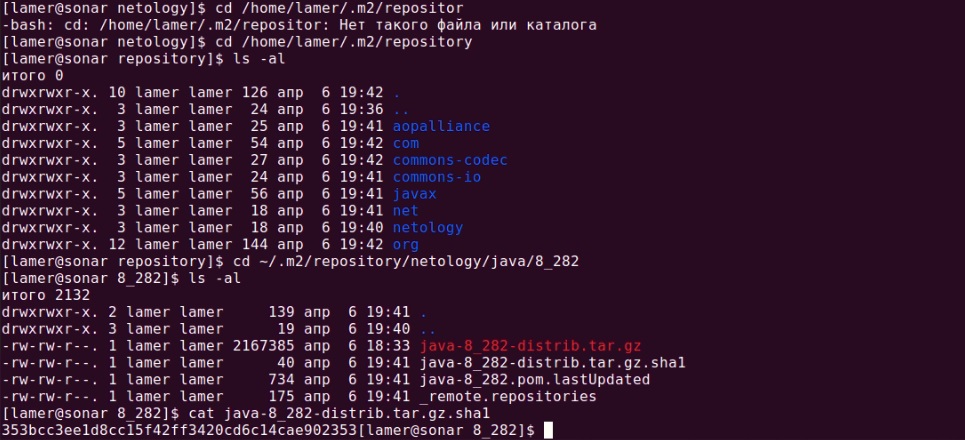 [lamer@sonar netology]$ cd /home/lamer/.m2/repositor
-bash: cd: /home/lamer/.m2/repositor: Нет такого файла или каталога
[lamer@sonar netology]$ cd /home/lamer/.m2/repository
[lamer@sonar repository]$ ls -al
итого 0
drwxrwxr-x. 10 lamer lamer 126 апр  6 19:42 .
drwxrwxr-x.  3 lamer lamer  24 апр  6 19:36 ..
drwxrwxr-x.  3 lamer lamer  25 апр  6 19:41 aopalliance
drwxrwxr-x.  5 lamer lamer  54 апр  6 19:42 com
drwxrwxr-x.  3 lamer lamer  27 апр  6 19:42 commons-codec
drwxrwxr-x.  3 lamer lamer  24 апр  6 19:41 commons-io
drwxrwxr-x.  5 lamer lamer  56 апр  6 19:41 javax
drwxrwxr-x.  3 lamer lamer  18 апр  6 19:41 net
drwxrwxr-x.  3 lamer lamer  18 апр  6 19:40 netology
drwxrwxr-x. 12 lamer lamer 144 апр  6 19:42 org
[lamer@sonar repository]$ cd ~/.m2/repository/netology/java/8_282
[lamer@sonar 8_282]$ ls -al
итого 2132
drwxrwxr-x. 2 lamer lamer     139 апр  6 19:41 .
drwxrwxr-x. 3 lamer lamer      19 апр  6 19:40 ..
-rw-rw-r--. 1 lamer lamer 2167385 апр  6 18:33 java-8_282-distrib.tar.gz
-rw-rw-r--. 1 lamer lamer      40 апр  6 19:41 java-8_282-distrib.tar.gz.sha1
-rw-rw-r--. 1 lamer lamer     734 апр  6 19:41 java-8_282.pom.lastUpdated
-rw-rw-r--. 1 lamer lamer     175 апр  6 19:41 _remote.repositories
[lamer@sonar 8_282]$ cat java-8_282-distrib.tar.gz.sha1
353bcc3ee1d8cc15f42ff3420cd6c14cae902353[lamer@sonar 8_282]$